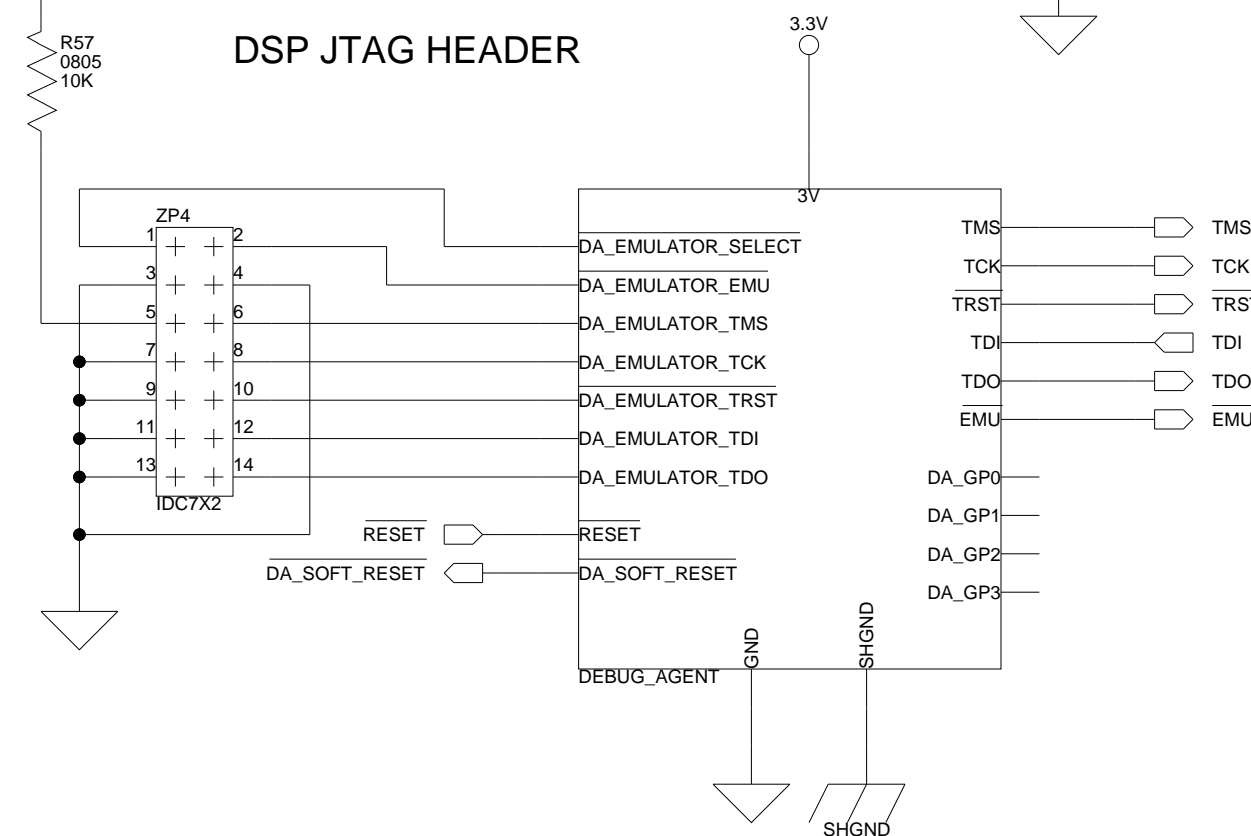 R57
0805
10K
DSP JTAG HEADER
3.3V
3V
ZP4
1 2
3 4
5 6
7 8
9 10
11 12
13 14
IDC7X2
DA_EMULATOR_SELECT
DA_EMULATOR_EMU
DA_EMULATOR_TMS
DA_EMULATOR_TCK
DA_EMULATOR_TRST
DA_EMULATOR_TDI
DA_EMULATOR_TDO
RESET RESET
DA_SOFT_RESET DA_SOFT_RESET
TMS TMS
TCK TCK
TRST TRST
TDI TDI
TDO TDO
EMU EMU
DA_GP0
DA_GP1
DA_GP2
DA_GP3
GND
SHGND
DEBUG_AGENT
SHGND